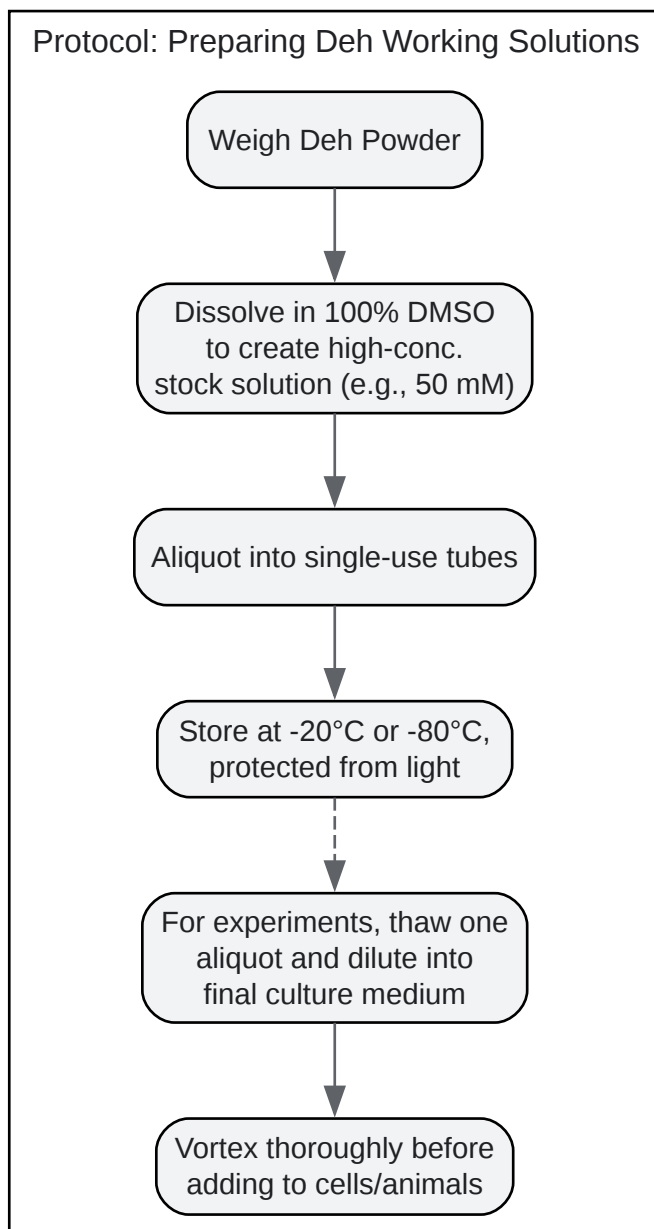 Protocol: Preparing Deh Working Solutions
Weigh Deh Powder
Dissolve in 100% DMSO
to create high-conc.
stock solution (e.g., 50 mM)
Aliquot into single-use tubes
Store at -20°C or -80°C,
protected from light
For experiments, thaw one
aliquot and dilute into
final culture medium
Vortex thoroughly before
adding to cells/animals